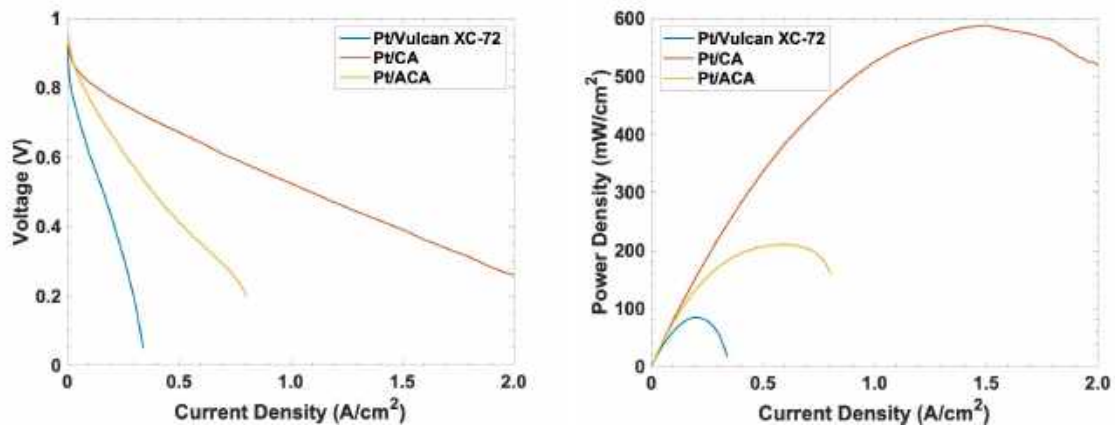 Pt/Vulcan XC-72
Pt/CA
Pt/ACA
1
0.8
0.6
0.4
0.2
0
Voltage (V)
0
0.5
1.0
1.5
2.0
Current Density (A/cm²)
Pt/Vulcan XC-72
Pt/CA
Pt/ACA
600
500
400
300
200
100
0
Power Density (mW/cm²)
0
0.5
1.0
1.5
2.0
Current Density (A/cm²)